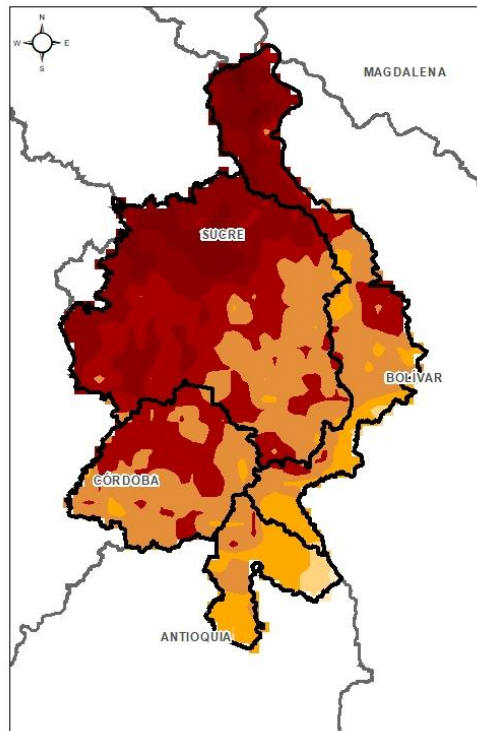 N
W E
S
MAGDALENA
SUCRE
BOLÍVAR
CÓRDOBA
ANTIOQUIA